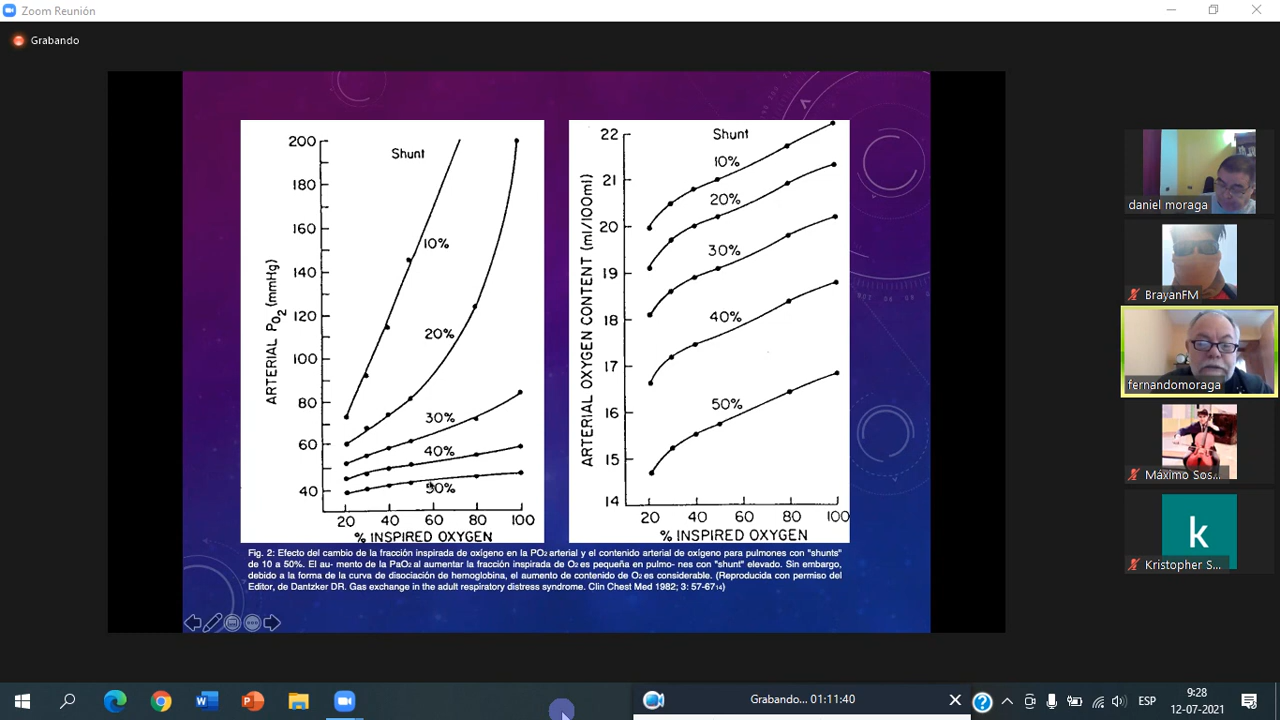 Zoom Reunión
Grabando
200
180
160
140
120
100
80
60
40
ARTERIAL PO2 (mmHg)
Shunt
10%
20%
30%
40%
50%
20 40 60 80 100
% INSPIRED OXYGEN
22
21
20
19
18
17
16
15
14
ARTERIAL OXYGEN CONTENT (ml/100ml)
Shunt
10%
20%
30%
40%
50%
20 40 60 80 100
% INSPIRED OXYGEN
Fig. 2: Efecto del cambio de la fracción inspirada de oxígeno en la PO2 arterial y el contenido arterial de oxígeno para pulmones con "shunts"
de 10 a 50%. El au- mento de la PaO2 al aumentar la fracción inspirada de O2 es pequeña en pulmo- nes con "shunt" elevado. Sin embargo,
debido a la forma de la curva de disociación de hemoglobina, el aumento de contenido de O2 es considerable. (Reproducida con permiso del
Editor, de Dantzker DR. Gas exchange in the adult respiratory distress syndrome. Clin Chest Med 1982; 3: 57-67 14)
daniel moraga
BrayanFM
fernandomoraga
Máximo Sos...
k
Kristopher S...
Grabando... 01:11:40
ESP
9:28
12-07-2021